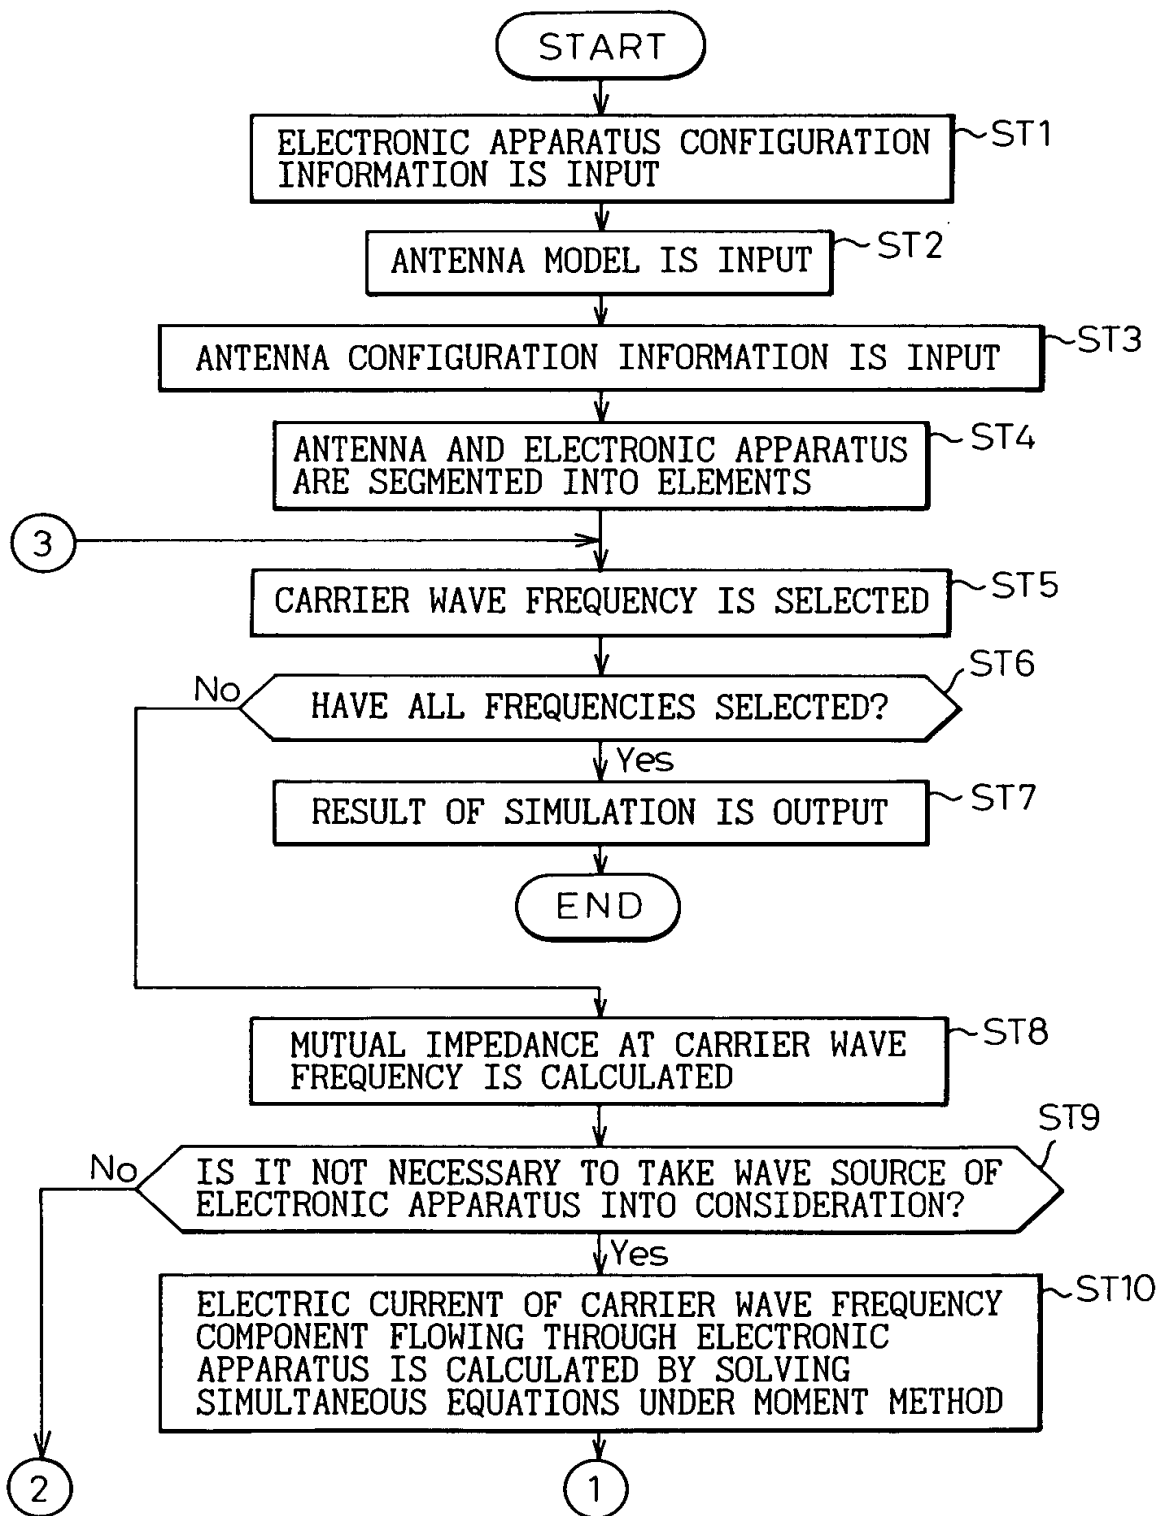 START
ELECTRONIC APPARATUS CONFIGURATION
INFORMATION IS INPUT
ST1
ANTENNA MODEL IS INPUT
ST2
ANTENNA CONFIGURATION INFORMATION IS INPUT
ST3
ANTENNA AND ELECTRONIC APPARATUS
ARE SEGMENTED INTO ELEMENTS
ST4
3
CARRIER WAVE FREQUENCY IS SELECTED
ST5
HAVE ALL FREQUENCIES SELECTED?
ST6
No
Yes
RESULT OF SIMULATION IS OUTPUT
ST7
END
MUTUAL IMPEDANCE AT CARRIER WAVE
FREQUENCY IS CALCULATED
ST8
IS IT NOT NECESSARY TO TAKE WAVE SOURCE OF
ELECTRONIC APPARATUS INTO CONSIDERATION?
ST9
No
Yes
ELECTRIC CURRENT OF CARRIER WAVE FREQUENCY
COMPONENT FLOWING THROUGH ELECTRONIC
APPARATUS IS CALCULATED BY SOLVING
SIMULTANEOUS EQUATIONS UNDER MOMENT METHOD
ST10
2
1